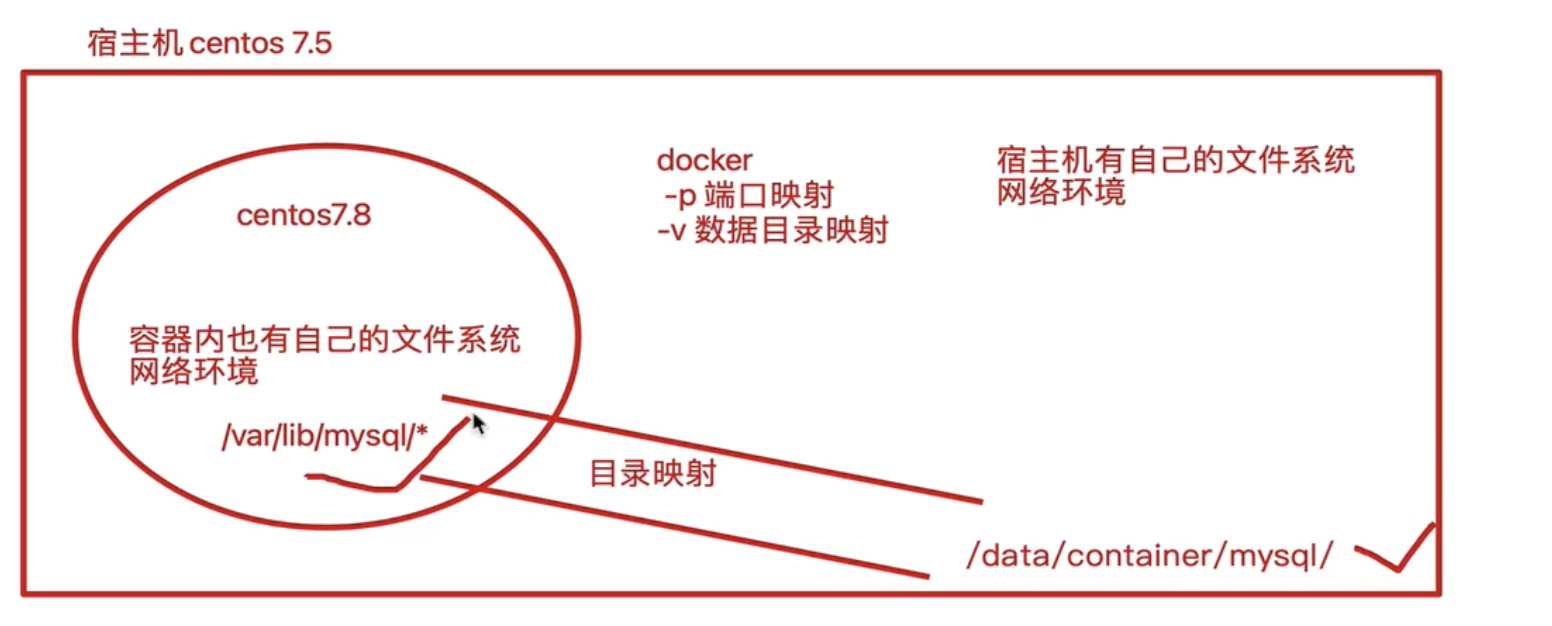 宿主机 centos 7.5
docker
-p 端口映射
-v 数据目录映射
宿主机有自己的文件系统
网络环境
centos7.8
容器内也有自己的文件系统
网络环境
/var/lib/mysql/*
目录映射
/data/container/mysql/